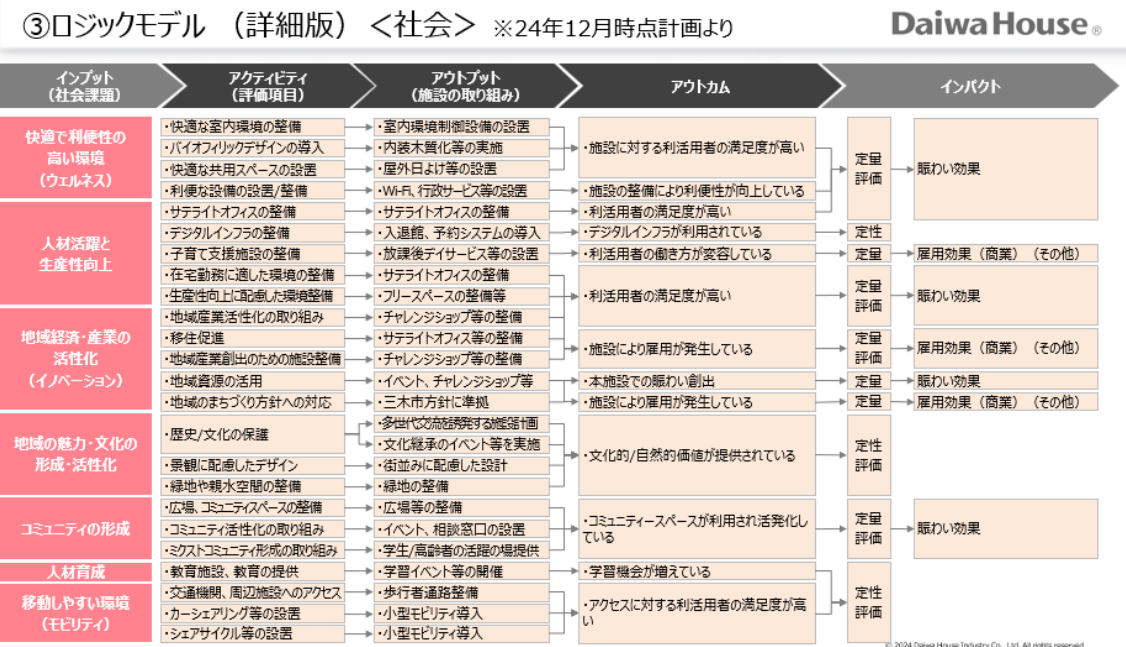 ③ロジックモデル （詳細版） ＜社会＞ ※24年12月時点計画より
Daiwa House®
インプット
（社会課題）
アクティビティ
（評価項目）
アウトプット
（施設の取り組み）
アウトカム
インパクト
快適で利便性の
高い環境
（ウェルネス）
・快適な室内環境の整備
・室内環境制御設備の設置
・バイオフィリックデザインの導入
・内装木質化等の実施
・快適な共用スペースの設置
・屋外日よけ等の設置
・施設に対する利活用者の満足度が高い
・利便な設備の設置/整備
・Wi-Fi、行政サービス等の設置
・施設の整備により利便性が向上している
定量
評価
賑わい効果
人材活躍と
生産性向上
・サテライトオフィスの整備
・サテライトオフィスの整備
・利活用者の満足度が高い
・デジタルインフラの整備
・入退館、予約システムの導入
・デジタルインフラが利用されている
定性
・子育て支援施設の整備
・放課後デイサービス等の設置
・利活用者の働き方が変容している
定量
雇用効果（商業）（その他）
・在宅勤務に適した環境の整備
・サテライトオフィスの整備
・生産性向上に配慮した環境整備
・フリースペースの整備等
・利活用者の満足度が高い
定量
評価
賑わい効果
地域経済・産業の
活性化
（イノベーション）
・地域産業活性化の取り組み
・チャレンジショップ等の整備
・移住促進
・サテライトオフィス等の整備
・地域産業創出のための施設整備
・チャレンジショップ等の整備
・施設により雇用が発生している
定量
評価
雇用効果（商業）（その他）
・地域資源の活用
・イベント、チャレンジショップ等
・本施設での賑わい創出
定量
賑わい効果
・地域のまちづくり方針への対応
・三木市方針に準拠
・施設により雇用が発生している
定量
雇用効果（商業）（その他）
地域の魅力・文化の
形成・活性化
・歴史/文化の保護
・多世代交流を誘発する施設計画
・文化継承のイベント等を実施
・景観に配慮したデザイン
・街並みに配慮した設計
・緑地や親水空間の整備
・緑地の整備
・文化的/自然的価値が提供されている
定性
評価
コミュニティの形成
・広場、コミュニティスペースの整備
・広場等の整備
・コミュニティ活性化の取り組み
・イベント、相談窓口の設置
・ミクストコミュニティ形成の取り組み
・学生/高齢者の活躍の場提供
・コミュニティースペースが利用され活発化し
ている
定量
評価
賑わい効果
人材育成
・教育施設、教育の提供
・学習イベント等の開催
・学習機会が増えている
移動しやすい環境
（モビリティ）
・交通機関、周辺施設へのアクセス
・歩行者通路整備
・カーシェアリング等の設置
・小型モビリティ導入
・シェアサイクル等の設置
・小型モビリティ導入
・アクセスに対する利活用者の満足度が高
い
定性
評価
© 2024 Daiwa House Industry Co., Ltd. All rights reserved.